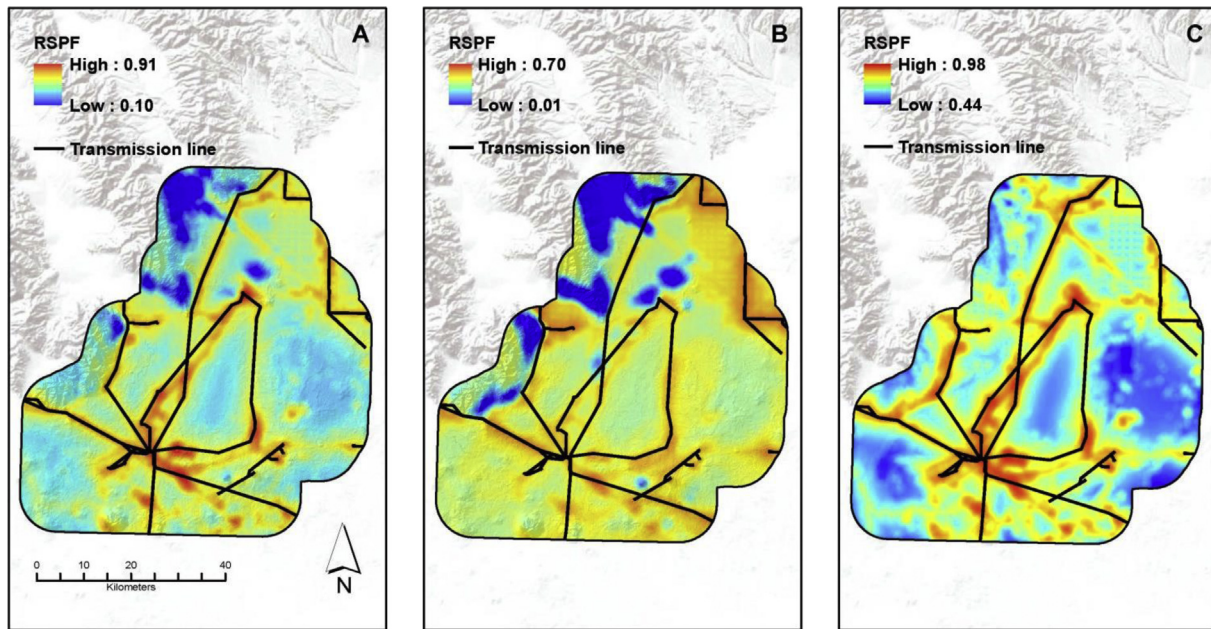 A
RSPF
High : 0.91
Low : 0.10
Transmission line
0 10 20 40
Kilometers
N
B
RSPF
High : 0.70
Low : 0.01
Transmission line
C
RSPF
High : 0.98
Low : 0.44
Transmission line